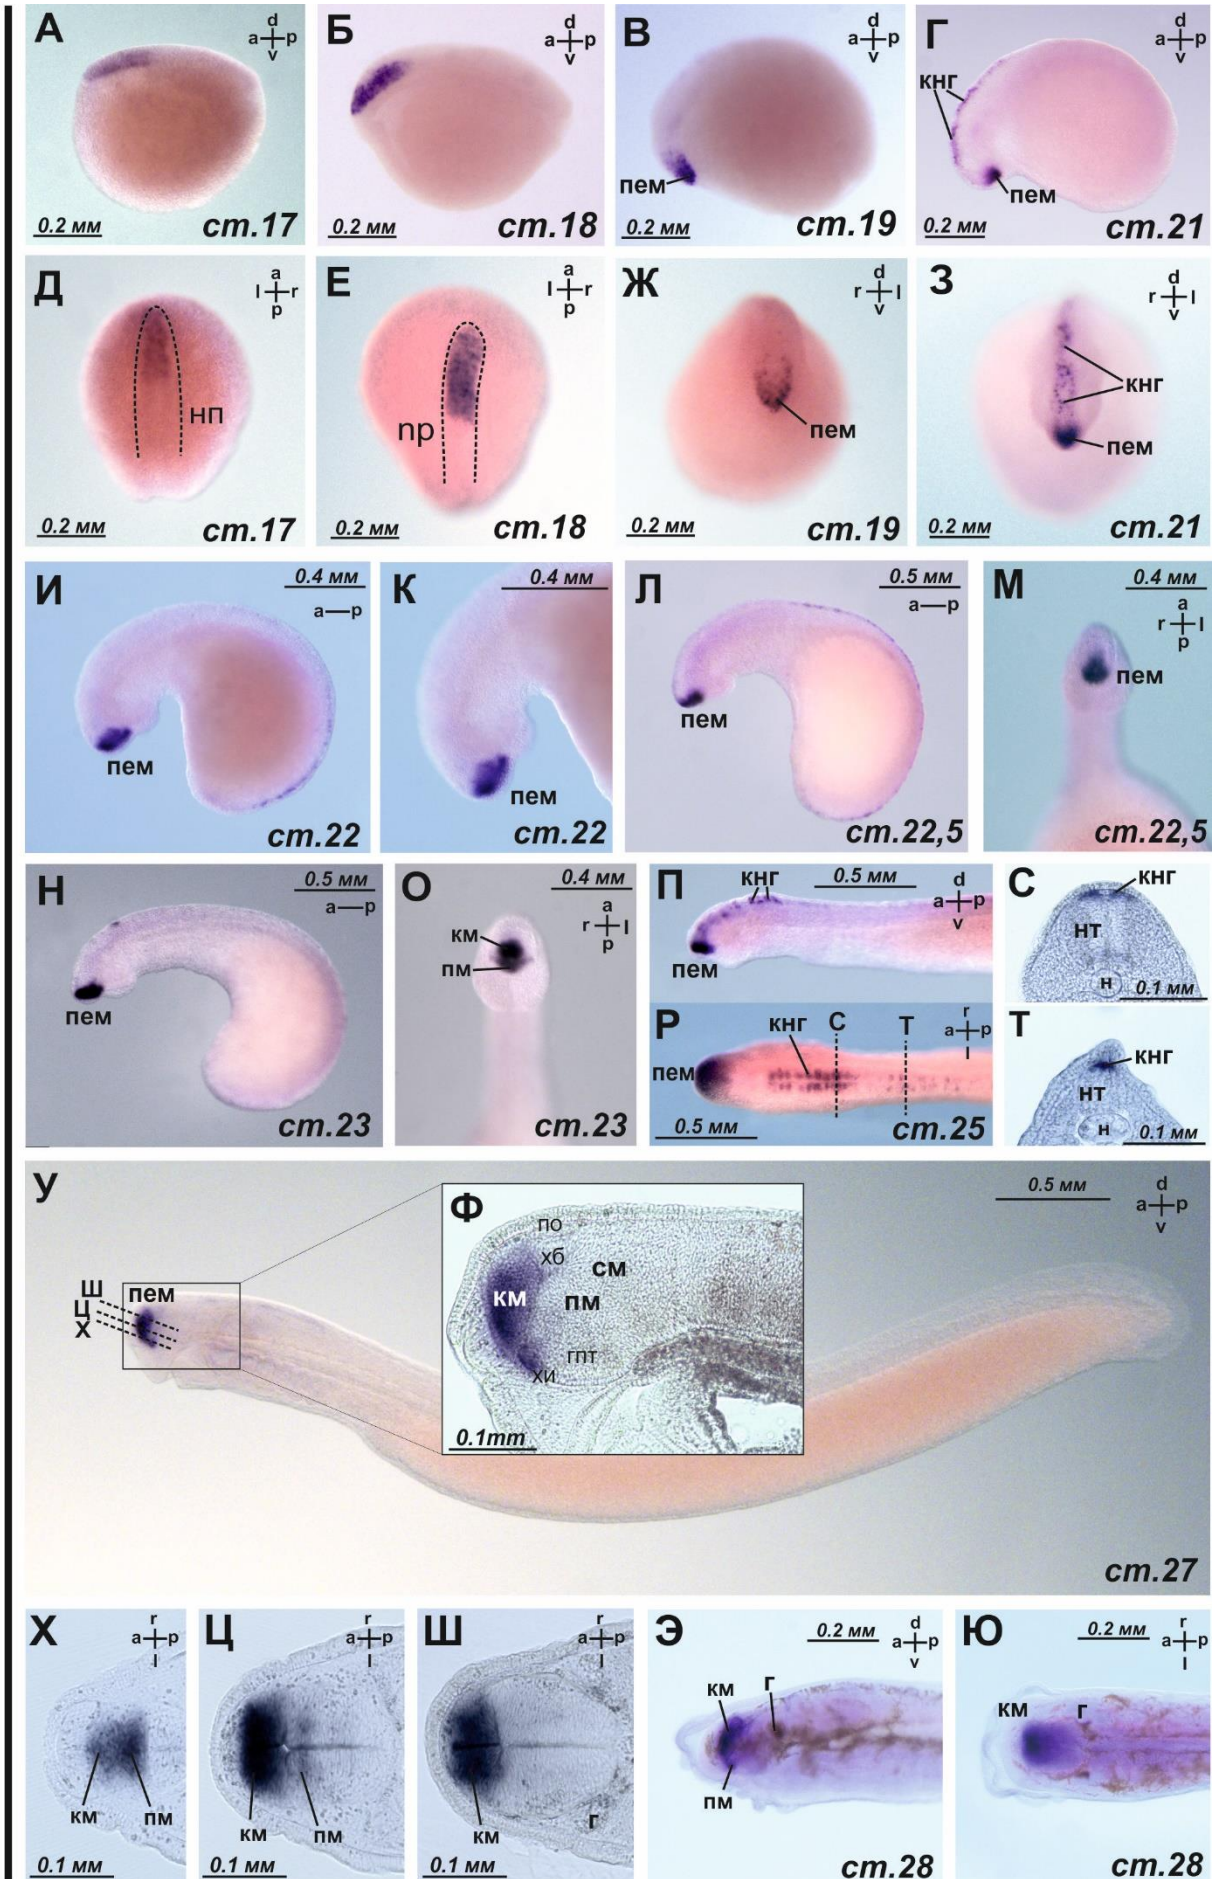 А
d
a p
v
0.2 мм
ст.17
Б
d
a p
v
0.2 мм
ст.18
В
d
a p
v
пем
0.2 мм
ст.19
Г
d
a p
v
кнг
пем
0.2 мм
ст.21
Д
a
l r
p
нп
0.2 мм
ст.17
Е
a
l r
p
np
0.2 мм
ст.18
Ж
d
r l
v
пем
0.2 мм
ст.19
З
d
r l
v
кнг
пем
0.2 мм
ст.21
И
0.4 мм
a p
пем
ст.22
К
0.4 мм
пем
ст.22
Л
0.5 мм
a p
пем
ст.22,5
М
0.4 мм
a
r l
p
пем
ст.22,5
Н
0.5 мм
a p
пем
ст.23
О
0.4 мм
a
r l
p
км
пм
ст.23
П
кнг
0.5 мм
d
a p
v
пем
Р
кнг
С
Т
r
a p
l
пем
0.5 мм
ст.25
С
кнг
нт
н
0.1 мм
Т
кнг
нт
н
0.1 мм
У
0.5 мм
d
a p
v
Ш
Ц
Х
пем
Ф
по
хб
см
км
пм
гпт
хи
0.1mm
ст.27
Х
r
a p
l
км
пм
0.1 мм
Ц
r
a p
l
км
пм
0.1 мм
Ш
r
a p
l
км
г
0.1 мм
Э
0.2 мм
d
a p
v
км
г
пм
ст.28
Ю
0.2 мм
r
a p
l
км
г
ст.28